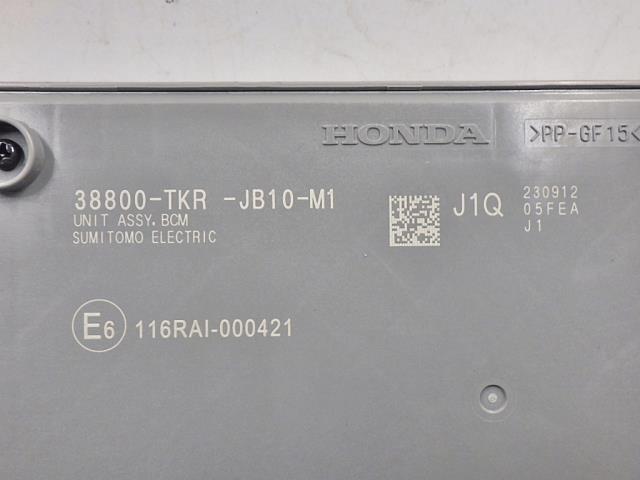 HONDA
>PP-GF15<
38800-TKR -JB10-M1
UNIT ASSY. BCM
SUMITOMO ELECTRIC
J1Q
230912
05FEA
J1
E6 116RAI-000421